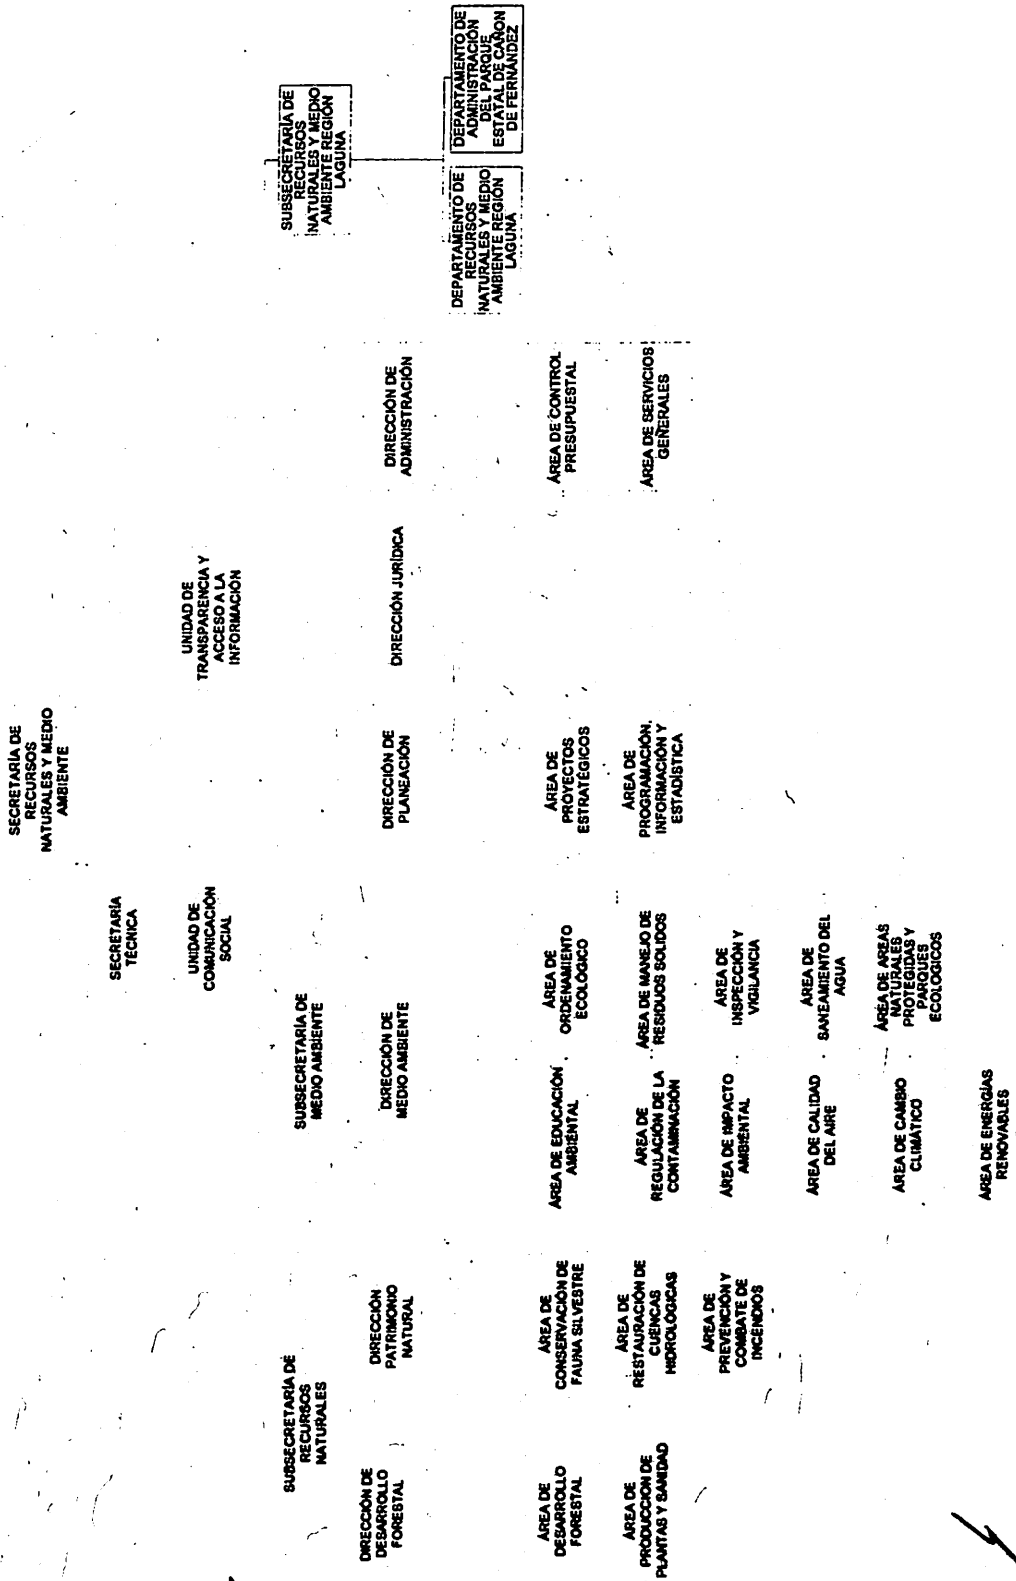 SECRETARÍA DE
RECURSOS
NATURALES Y MEDIO
AMBIENTE
SECRETARÍA
TÉCNICA
UNIDAD DE
COMUNICACIÓN
SOCIAL
UNIDAD DE
TRANSPARENCIA Y
ACCESO A LA
INFORMACIÓN
SUBSECRETARÍA DE
RECURSOS
NATURALES
SUBSECRETARÍA DE
MEDIO AMBIENTE
SUBSECRETARÍA DE
RECURSOS
NATURALES Y MEDIO
AMBIENTE REGIÓN
LAGUNA
DIRECCIÓN DE
DESARROLLO
FORESTAL
DIRECCIÓN
PATRIMONIO
NATURAL
DIRECCIÓN DE
MEDIO AMBIENTE
DIRECCIÓN DE
PLANEACIÓN
DIRECCIÓN JURÍDICA
DIRECCIÓN DE
ADMINISTRACIÓN
DEPARTAMENTO DE
RECURSOS
NATURALES Y MEDIO
AMBIENTE REGIÓN
LAGUNA
DEPARTAMENTO DE
ADMINISTRACIÓN
DEL PARQUE
ESTATAL DE CAÑON
DE FERNÁNDEZ
ÁREA DE
DESARROLLO
FORESTAL
ÁREA DE
CONSERVACIÓN DE
FAUNA SILVESTRE
ÁREA DE EDUCACIÓN
AMBIENTAL
ÁREA DE
ORDENAMIENTO
ECOLÓGICO
ÁREA DE
PROYECTOS
ESTRATÉGICOS
ÁREA DE CONTROL
PRESUPUESTAL
ÁREA DE
PRODUCCION DE
PLANTAS Y SANIDAD
ÁREA DE
RESTAURACIÓN DE
CUENCAS
HIDROLÓGICAS
ÁREA DE
REGULACIÓN DE LA
CONTAMINACIÓN
ÁREA DE MANEJO DE
RESIDUOS SOLIDOS
ÁREA DE
PROGRAMACIÓN,
INFORMACIÓN Y
ESTADÍSTICA
ÁREA DE SERVICIOS
GENERALES
ÁREA DE
PREVENCIÓN Y
COMBATE DE
INCENDIOS
ÁREA DE IMPACTO
AMBIENTAL
ÁREA DE
INSPECCIÓN Y
VIGILANCIA
ÁREA DE CALIDAD
DEL AIRE
ÁREA DE
SANEAMIENTO DEL
AGUA
ÁREA DE CAMBIO
CLIMÁTICO
ÁREA DE AREAS
NATURALES
PROTEGIDAS Y
PARQUES
ECOLOGICOS
ÁREA DE ENERGÍAS
RENOVABLES